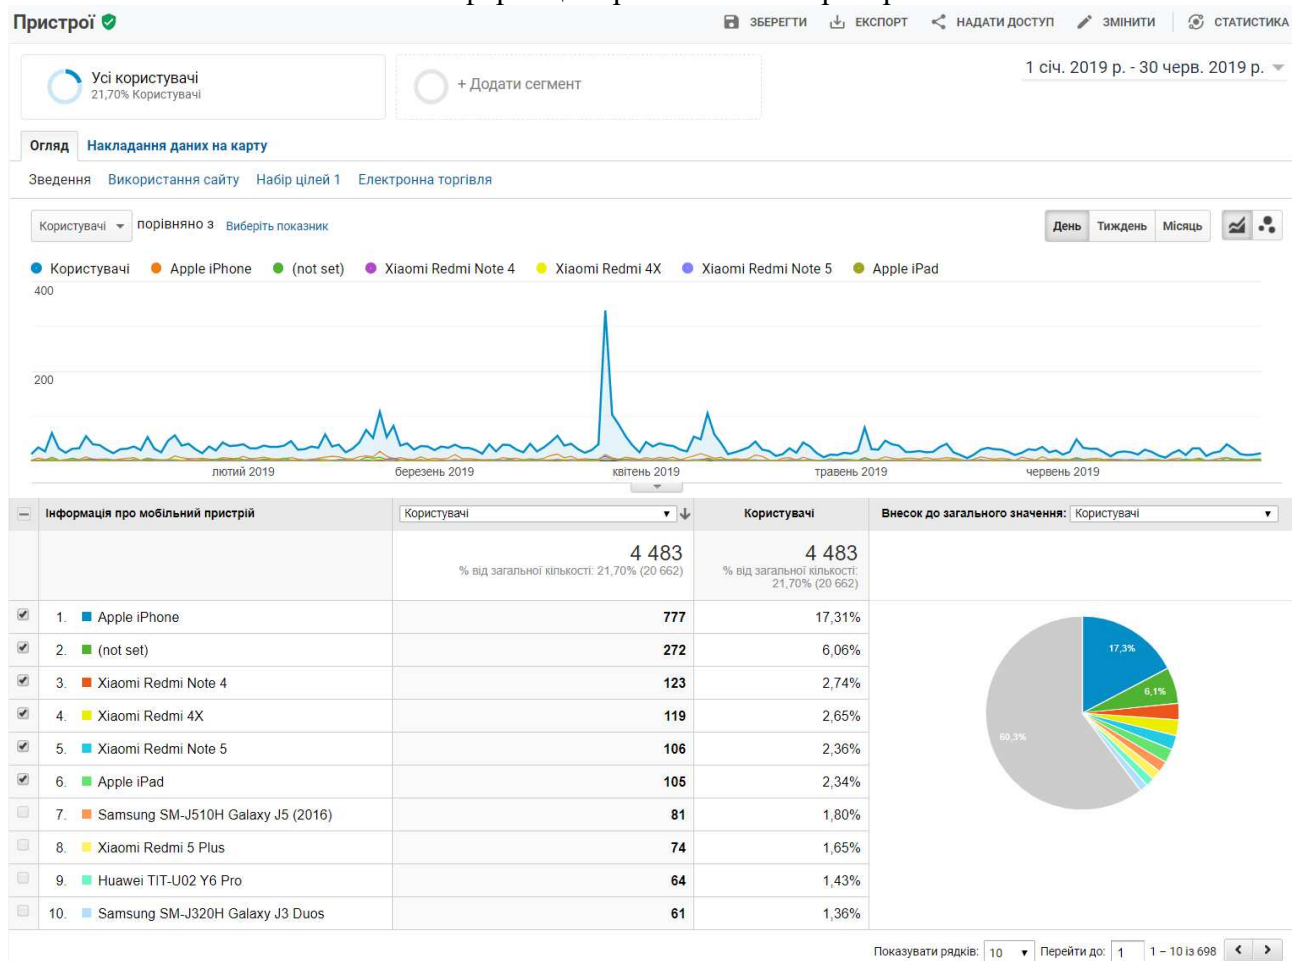 Пристрої
ЗБЕРЕГТИ ЕКСПОРТ НАДАТИ ДОСТУП ЗМІНИТИ СТАТИСТИКА
Усі користувачі
21,70% Користувачі
+ Додати сегмент
1 січ. 2019 р. - 30 черв. 2019 р.
Огляд Накладання даних на карту
Зведення Використання сайту Набір цілей 1 Електронна торгівля
Користувачі порівняно з Виберіть показник
День Тиждень Місяць
Користувачі Apple iPhone (not set) Xiaomi Redmi Note 4 Xiaomi Redmi 4X Xiaomi Redmi Note 5 Apple iPad
400
200
лютий 2019 березень 2019 квітень 2019 травень 2019 червень 2019
Інформація про мобільний пристрій Користувачі Користувачі Внесок до загального значення: Користувачі
4 483 4 483
% від загальної кількості: 21,70% (20 662) % від загальної кількості:
21,70% (20 662)
1. Apple iPhone 777 17,31%
2. (not set) 272 6,06%
3. Xiaomi Redmi Note 4 123 2,74%
4. Xiaomi Redmi 4X 119 2,65%
5. Xiaomi Redmi Note 5 106 2,36%
6. Apple iPad 105 2,34%
7. Samsung SM-J510H Galaxy J5 (2016) 81 1,80%
8. Xiaomi Redmi 5 Plus 74 1,65%
9. Huawei TIT-U02 Y6 Pro 64 1,43%
10. Samsung SM-J320H Galaxy J3 Duos 61 1,36%
17,3%
6,1%
60,3%
Показувати рядків: 10 Перейти до: 1 1 – 10 із 698